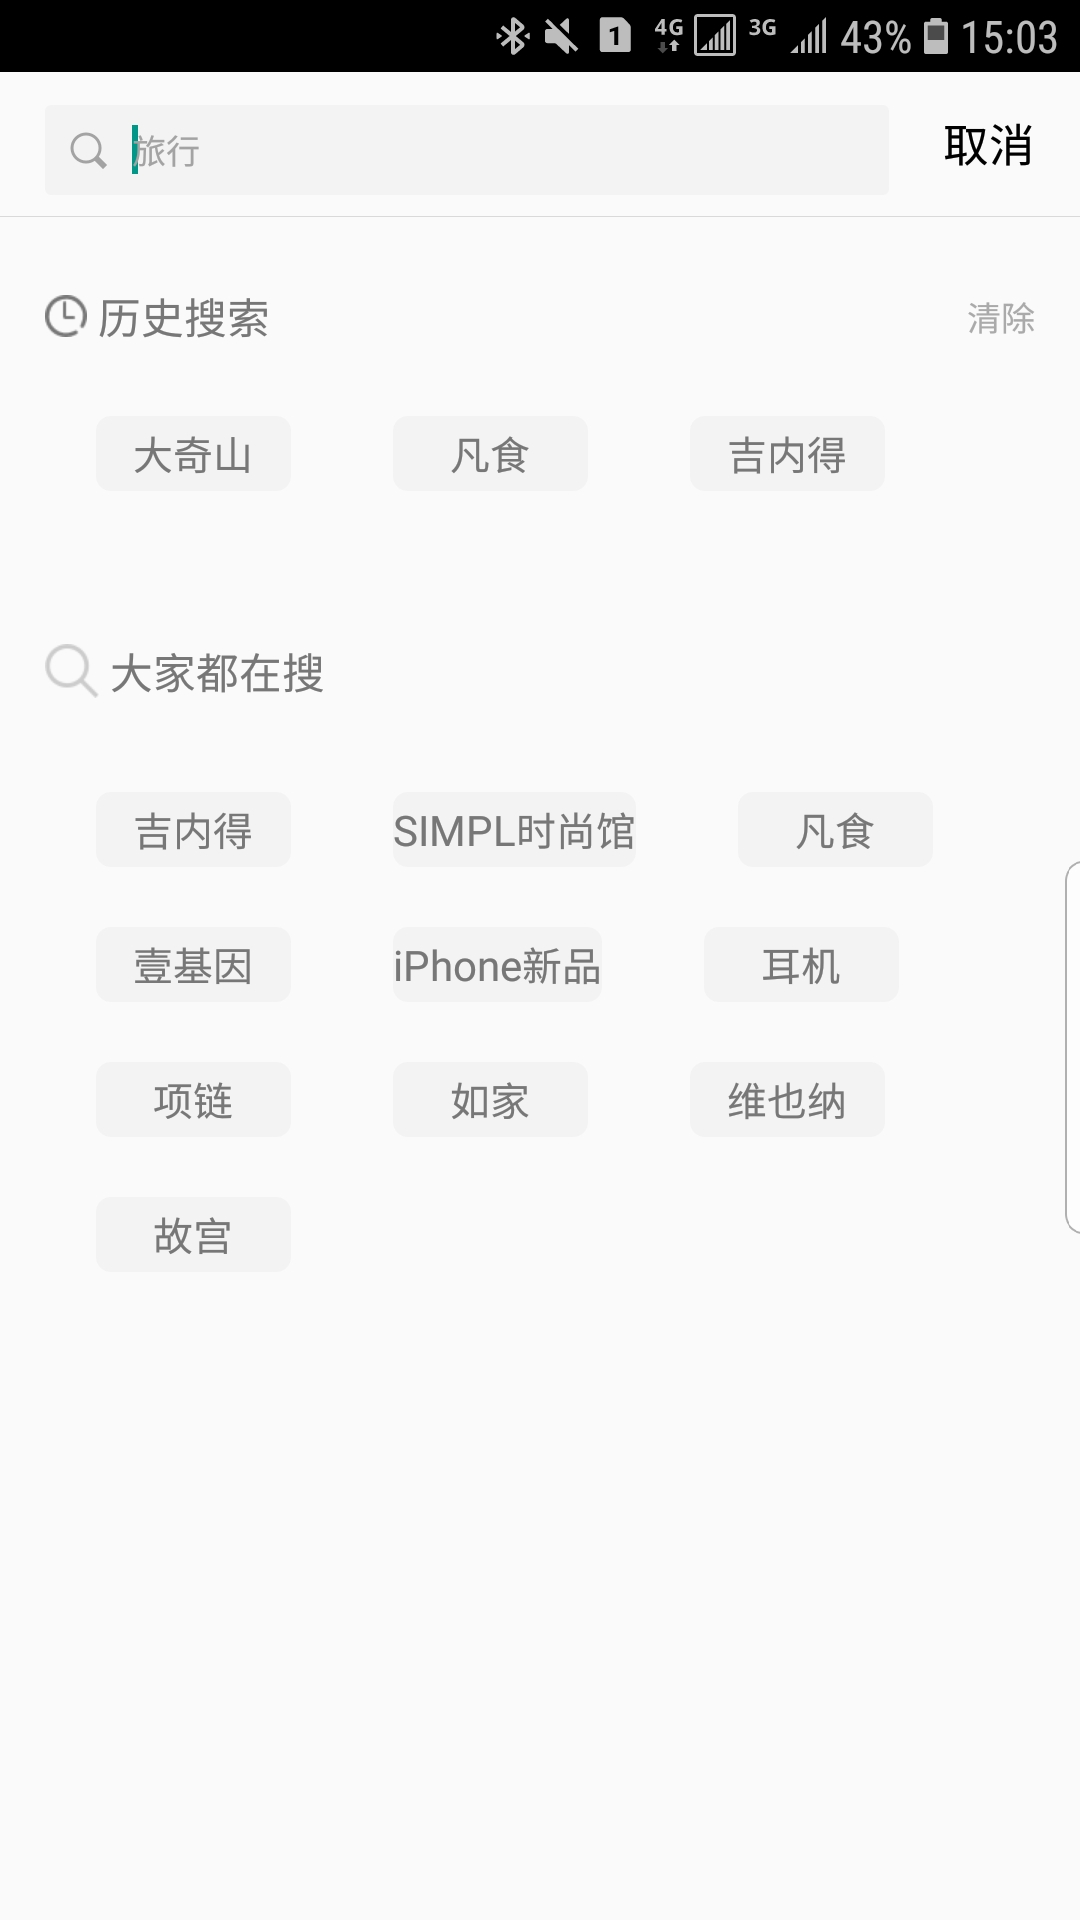 1 4G 3G 43% 15:03
旅行 取消
历史搜索 清除
大奇山 凡食 吉内得
大家都在搜
吉内得 SIMPL时尚馆 凡食
壹基因 iPhone新品 耳机
项链 如家 维也纳
故宫